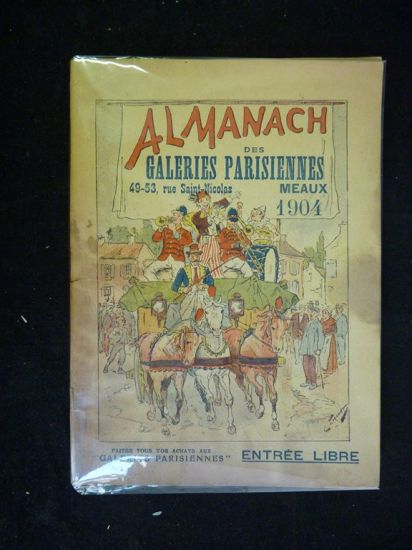 ALMANACH
DES
GALERIES PARISIENNES
49-53, rue Saint-Nicolas MEAUX
1904
FAITES TOUS VOS ACHATS AUX
"GALERIES PARISIENNES" ENTRÉE LIBRE